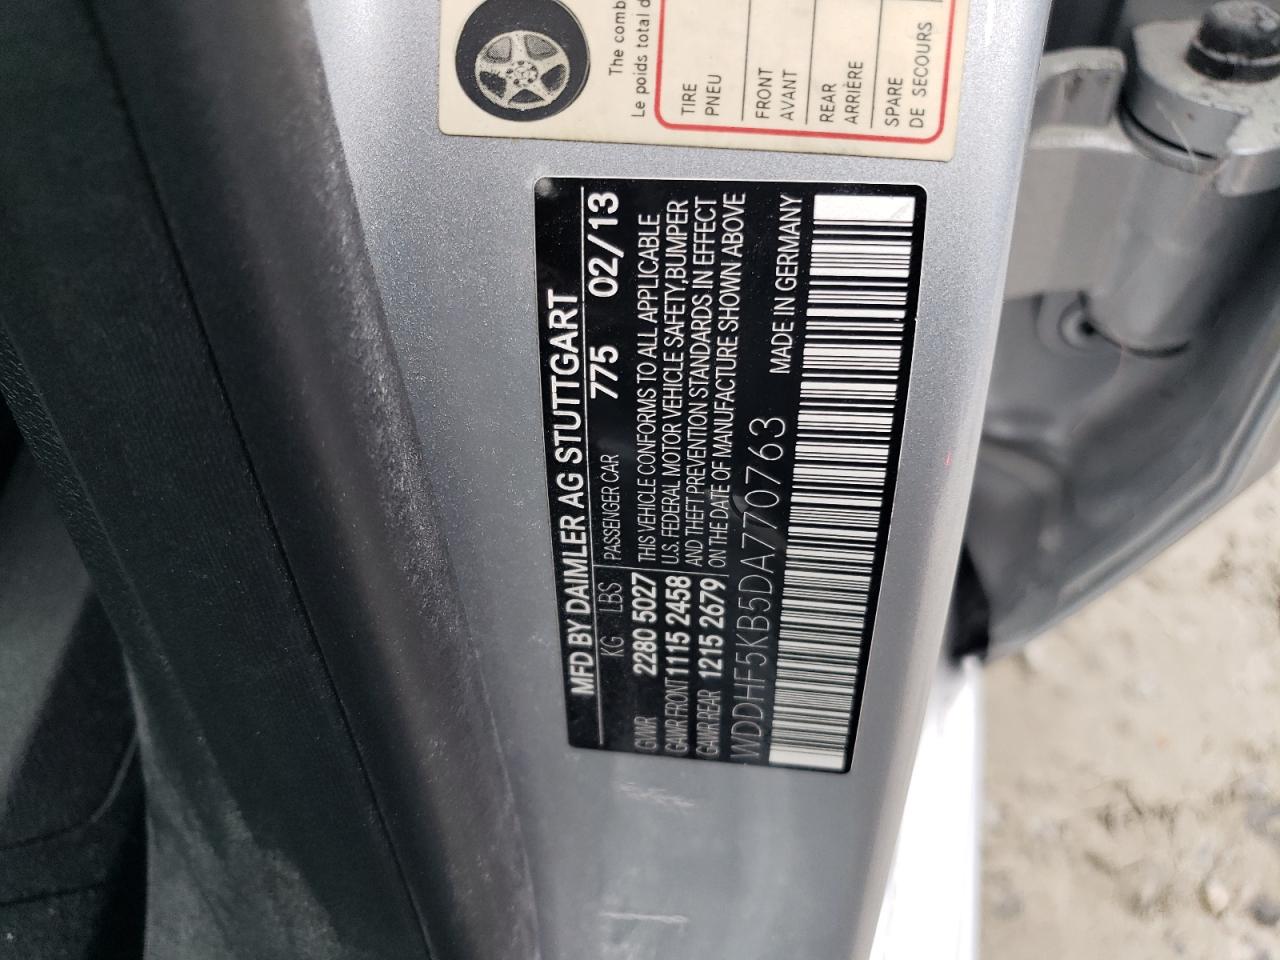 The comb
Le poids total d
TIRE
PNEU
FRONT
AVANT
REAR
ARRIÈRE
SPARE
DE SECOURS
MFD BY DAIMLER AG STUTTGART
KG LBS PASSENGER CAR 775 02/13
GVWR 2280 5027
GAWR FRONT 1115 2458
GAWR REAR 1215 2679
THIS VEHICLE CONFORMS TO ALL APPLICABLE
U.S. FEDERAL MOTOR VEHICLE SAFETY,BUMPER
AND THEFT PREVENTION STANDARDS IN EFFECT
ON THE DATE OF MANUFACTURE SHOWN ABOVE
WDDHF5KB5DA770763 MADE IN GERMANY